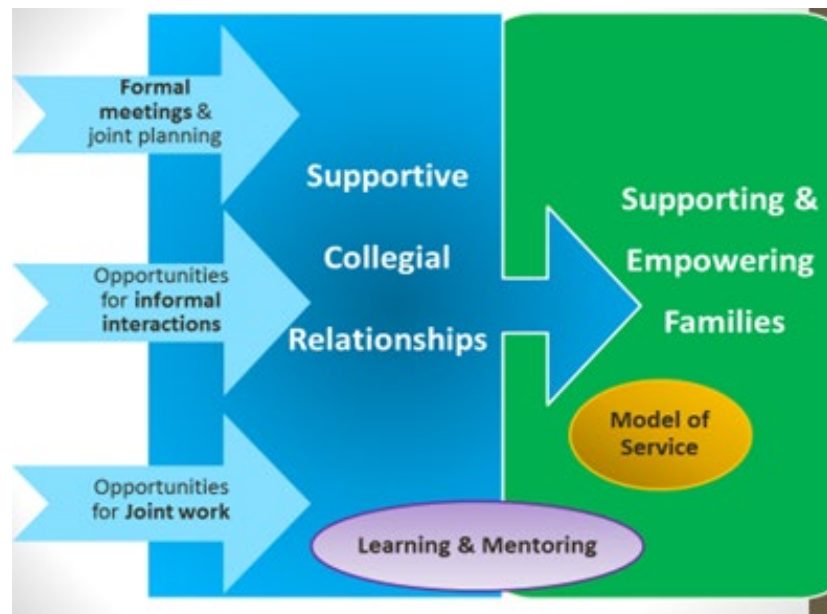 Formal
meetings &
joint planning
Opportunities
for informal
interactions
Opportunities
for Joint work
Supportive
Collegial
Relationships
Supporting &
Empowering
Families
Model of
Service
Learning & Mentoring